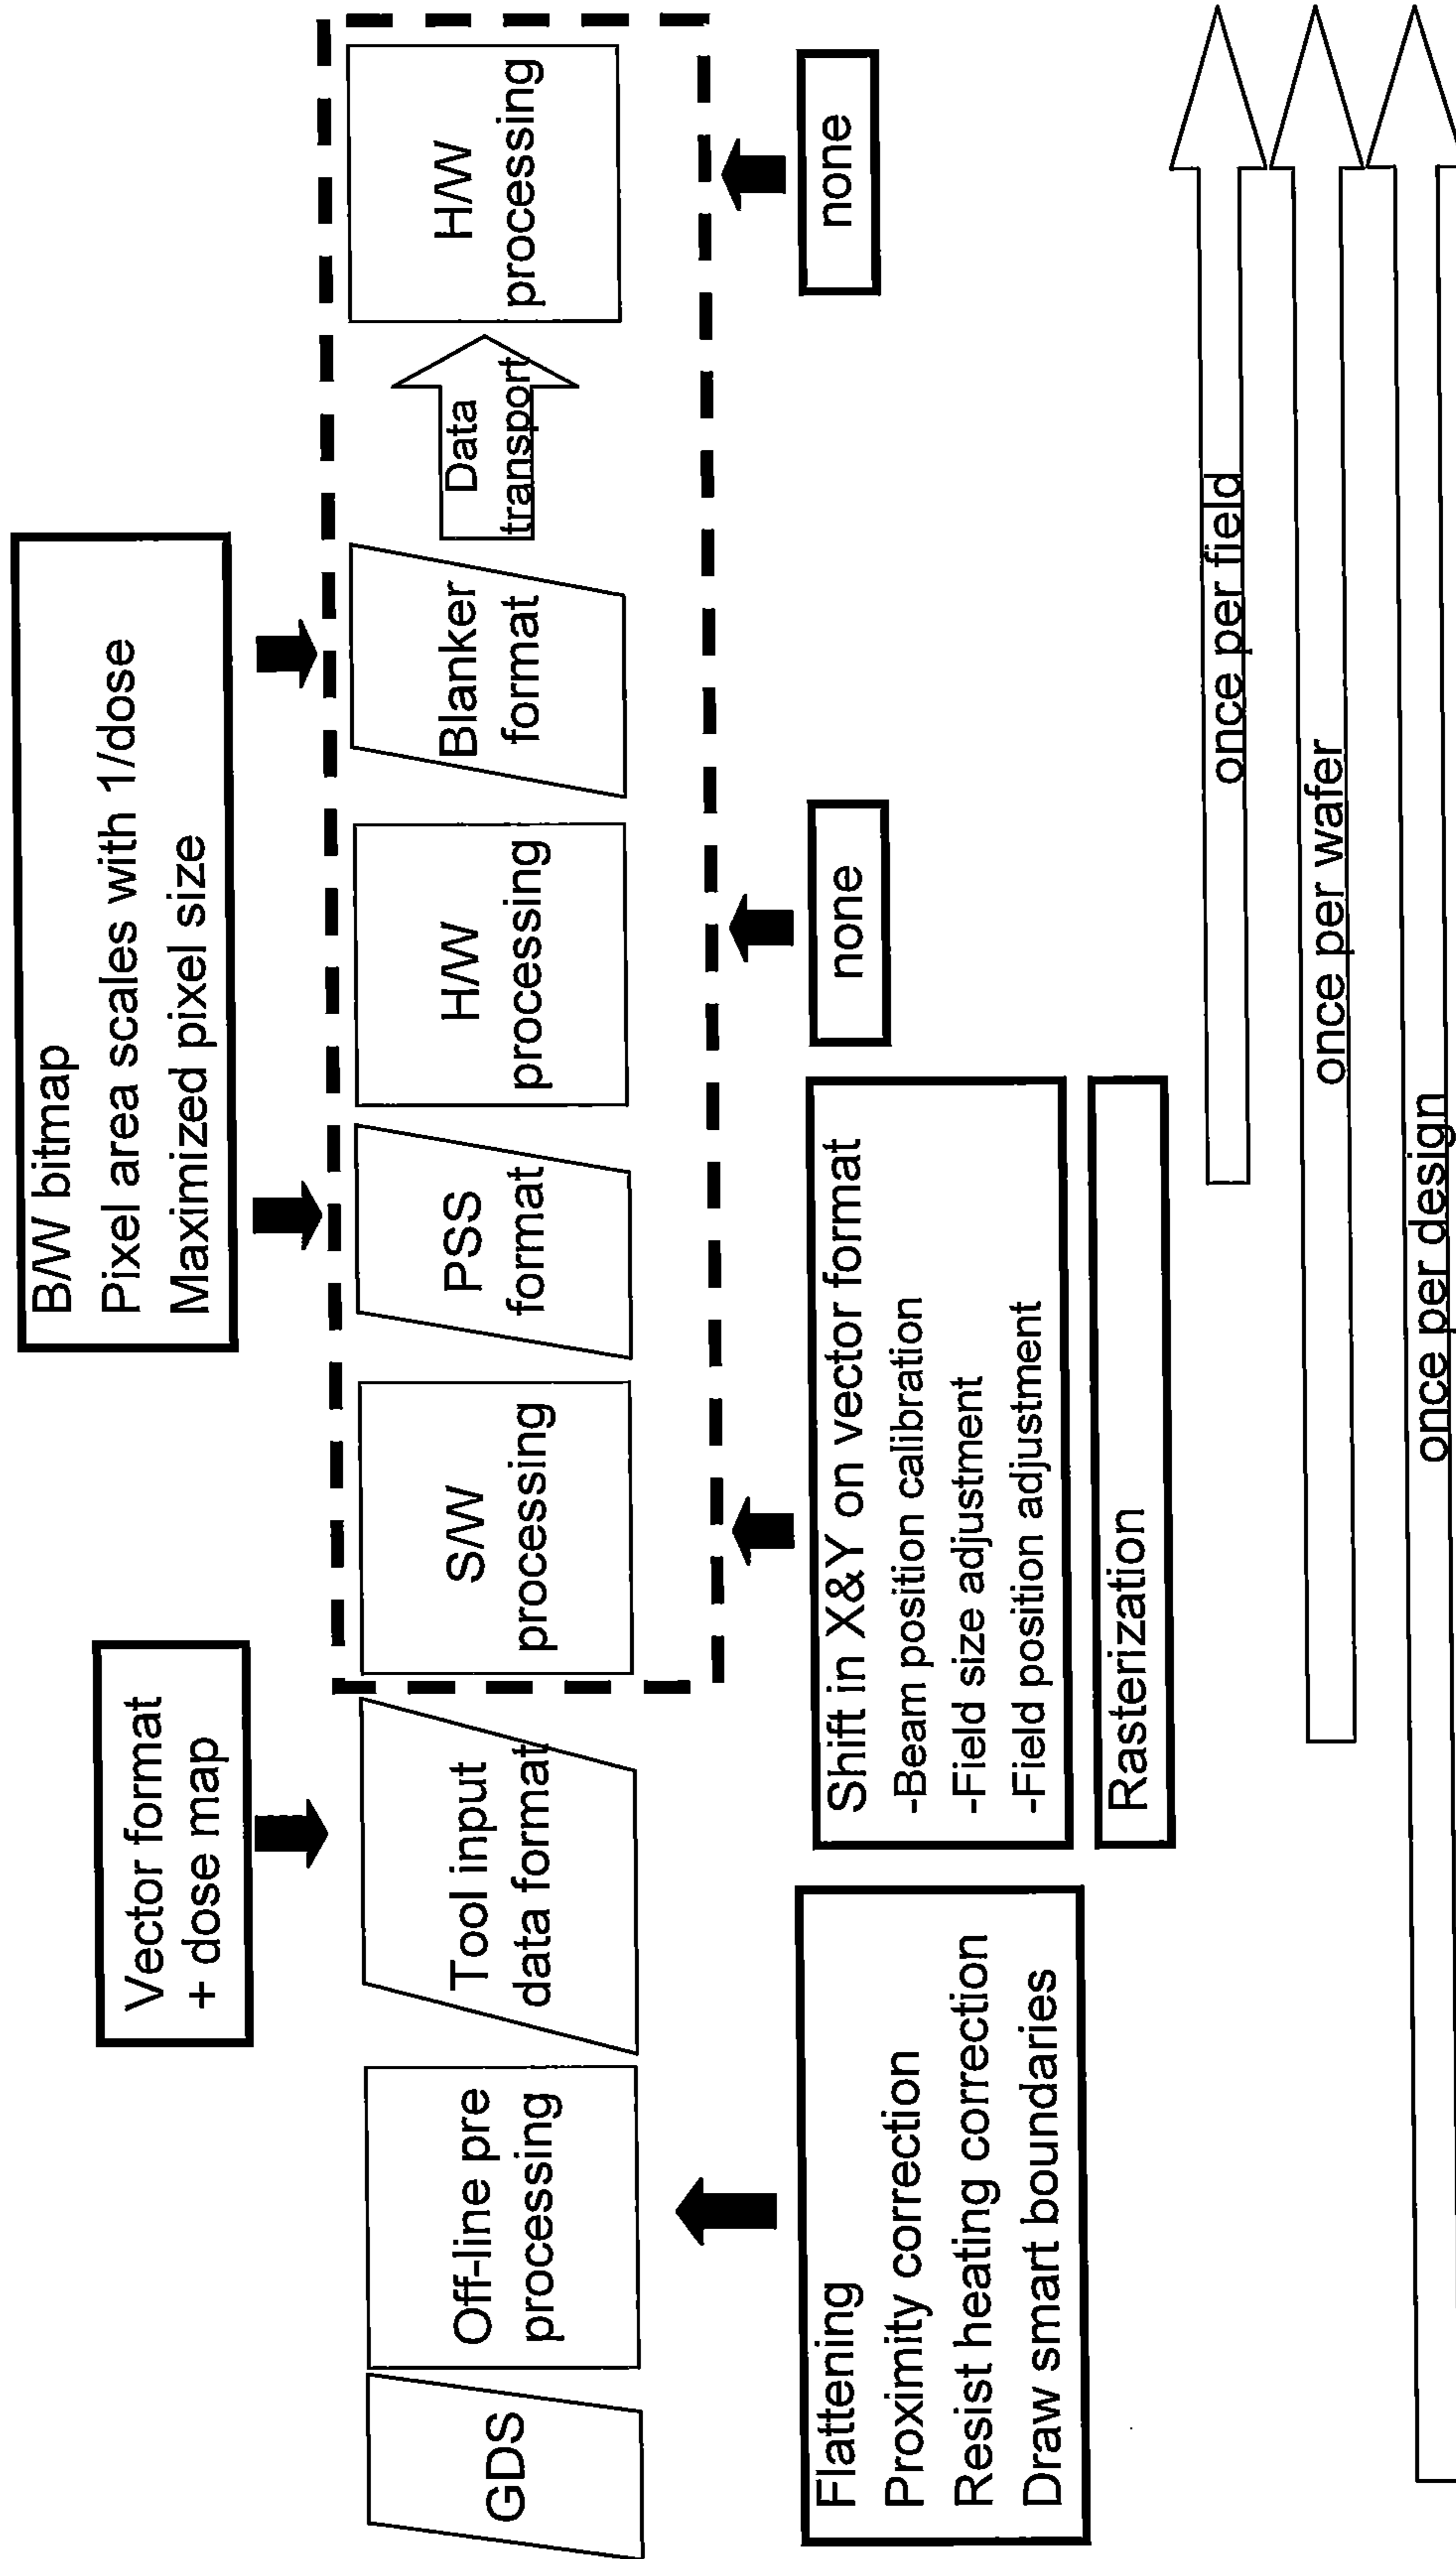 Vector format
+ dose map
B/W bitmap
Pixel area scales with 1/dose
Maximized pixel size
GDS
Off-line pre
processing
Tool input
data format
S/W
processing
PSS
format
H/W
processing
Blanker
format
Data
transport
H/W
processing
Flattening
Proximity correction
Resist heating correction
Draw smart boundaries
Shift in X&Y on vector format
-Beam position calibration
-Field size adjustment
-Field position adjustment
Rasterization
none
none
once per field
once per wafer
once per design